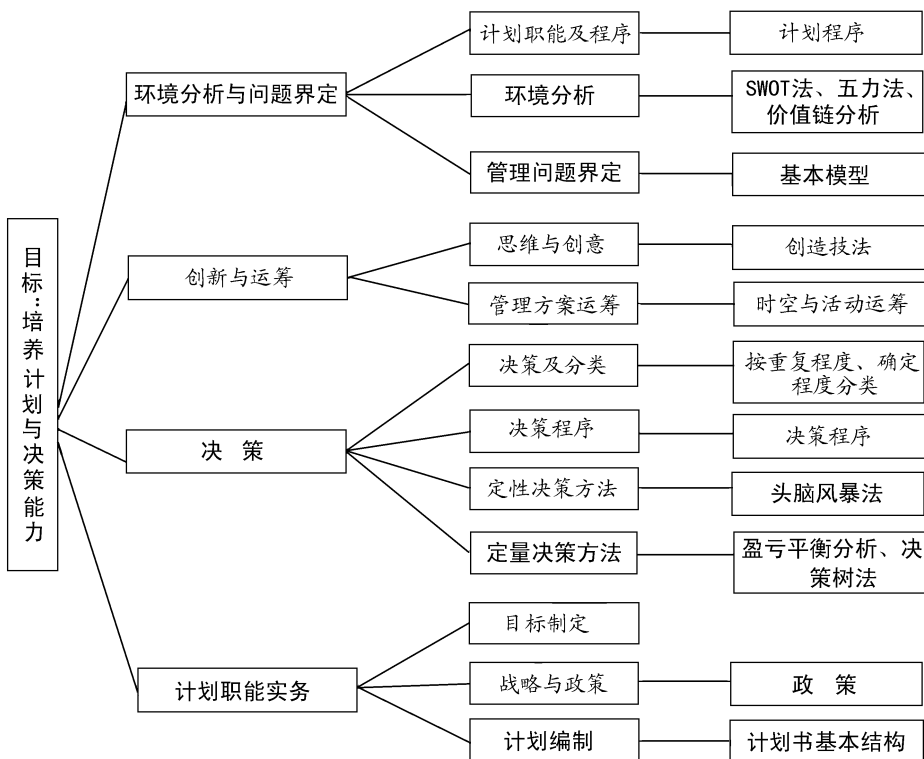 目标：培养计划与决策能力
环境分析与问题界定
计划职能及程序
计划程序
环境分析
SWOT法、五力法、
价值链分析
管理问题界定
基本模型
创新与运筹
思维与创意
创造技法
管理方案运筹
时空与活动运筹
决 策
决策及分类
按重复程度、确定
程度分类
决策程序
决策程序
定性决策方法
头脑风暴法
定量决策方法
盈亏平衡分析、决
策树法
计划职能实务
目标制定
战略与政策
政 策
计划编制
计划书基本结构